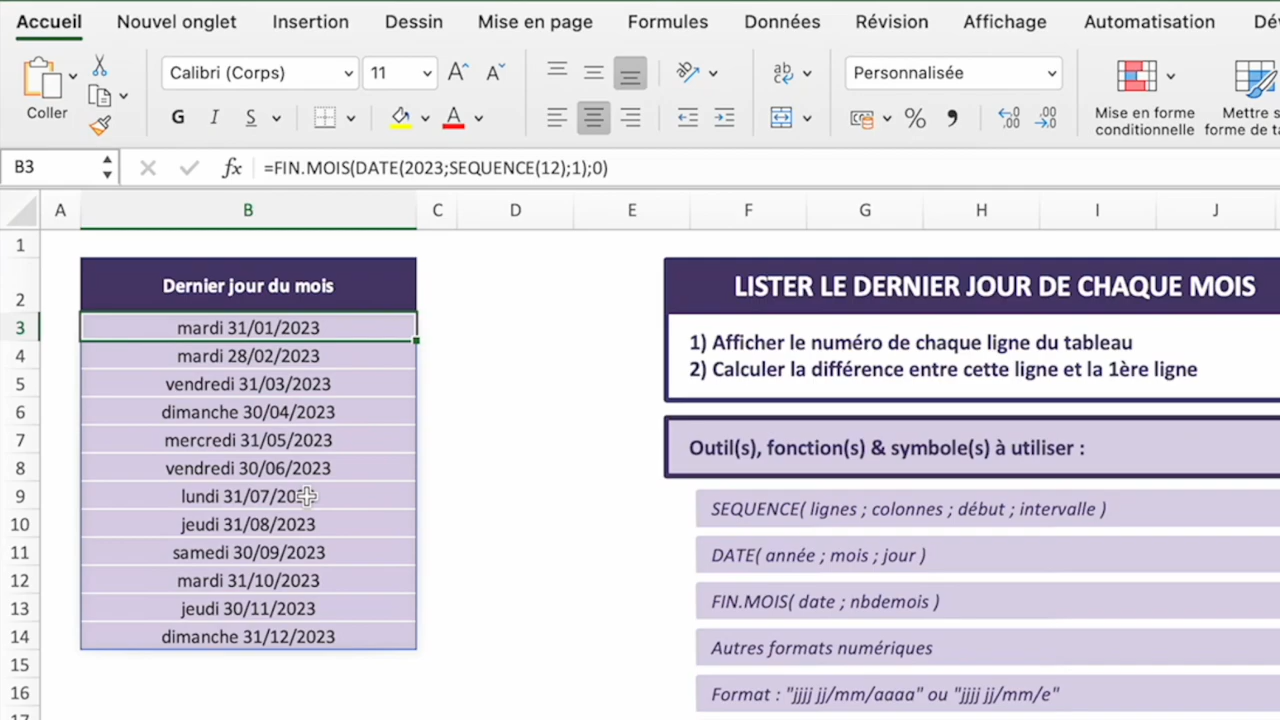 Accueil Nouvel onglet Insertion Dessin Mise en page Formules Données Révision Affichage Automatisation
Calibri (Corps) 11 A A ab Personnalisée
Coller G I S A % Mise en forme conditionnelle Mettre forme de
B3 fx =FIN.MOIS(DATE(2023;SEQUENCE(12);1);0)
A B C D E F G H I J
1
2 Dernier jour du mois
3 mardi 31/01/2023
4 mardi 28/02/2023
5 vendredi 31/03/2023
6 dimanche 30/04/2023
7 mercredi 31/05/2023
8 vendredi 30/06/2023
9 lundi 31/07/20
10 jeudi 31/08/2023
11 samedi 30/09/2023
12 mardi 31/10/2023
13 jeudi 30/11/2023
14 dimanche 31/12/2023
15
16
17
LISTER LE DERNIER JOUR DE CHAQUE MOIS
1) Afficher le numéro de chaque ligne du tableau
2) Calculer la différence entre cette ligne et la 1ère ligne
Outil(s), fonction(s) & symbole(s) à utiliser :
SEQUENCE( lignes ; colonnes ; début ; intervalle )
DATE( année ; mois ; jour )
FIN.MOIS( date ; nbdemois )
Autres formats numériques
Format : "jjjj jj/mm/aaaa" ou "jjjj jj/mm/e"